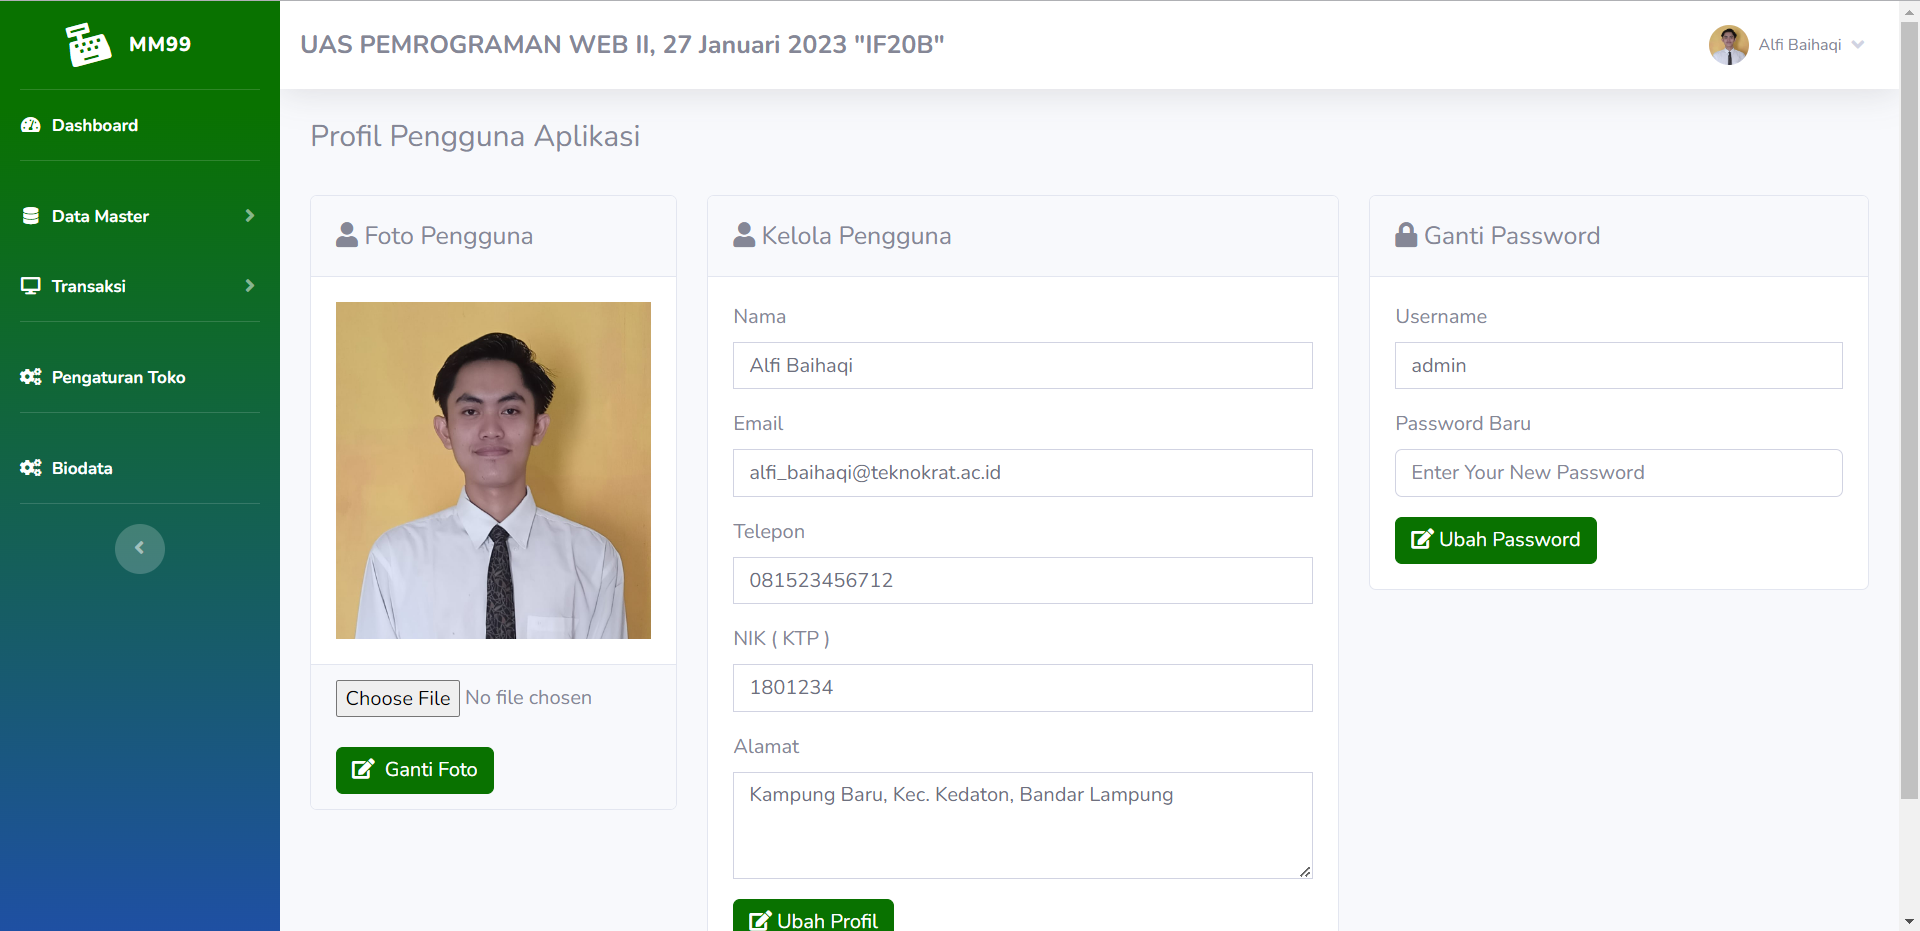 MM99
UAS PEMROGRAMAN WEB II, 27 Januari 2023 "IF20B"
Alfi Baihaqi
Dashboard
Data Master
Transaksi
Pengaturan Toko
Biodata
Profil Pengguna Aplikasi
Foto Pengguna
Choose File No file chosen
Ganti Foto
Kelola Pengguna
Nama
Alfi Baihaqi
Email
alfi_baihaqi@teknokrat.ac.id
Telepon
081523456712
NIK ( KTP )
1801234
Alamat
Kampung Baru, Kec. Kedaton, Bandar Lampung
Ubah Profil
Ganti Password
Username
admin
Password Baru
Enter Your New Password
Ubah Password